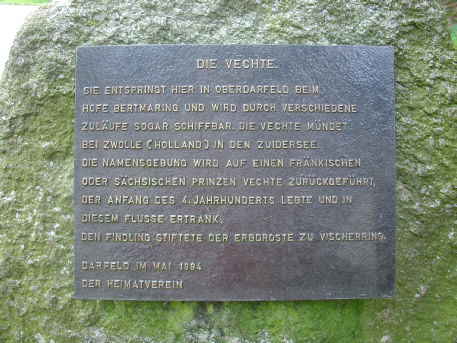 DIE VECHTE.
SIE ENTSPRINGT HIER IN OBERDARFELD BEIM
HOFE BERTMARING UND WIRD DURCH VERSCHIEDENE
ZULÄUFE SOGAR SCHIFFBAR. DIE VECHTE MÜNDET
BEI ZWOLLE (HOLLAND) IN DEN ZUIDERSEE.
DIE NAMENSGEBUNG WIRD AUF EINEN FRÄNKISCHEN
ODER SÄCHSISCHEN PRINZEN VECHTE ZURÜCKGEFÜHRT,
DER ANFANG DES 4. JAHRHUNDERTS LEBTE UND IN
DIESEM FLUSSE ERTRANK.
DEN FINDLING STIFTETE DER ERBDROSTE ZU VISCHERRING.
DARFELD IM MAI 1994
DER HEIMATVEREIN